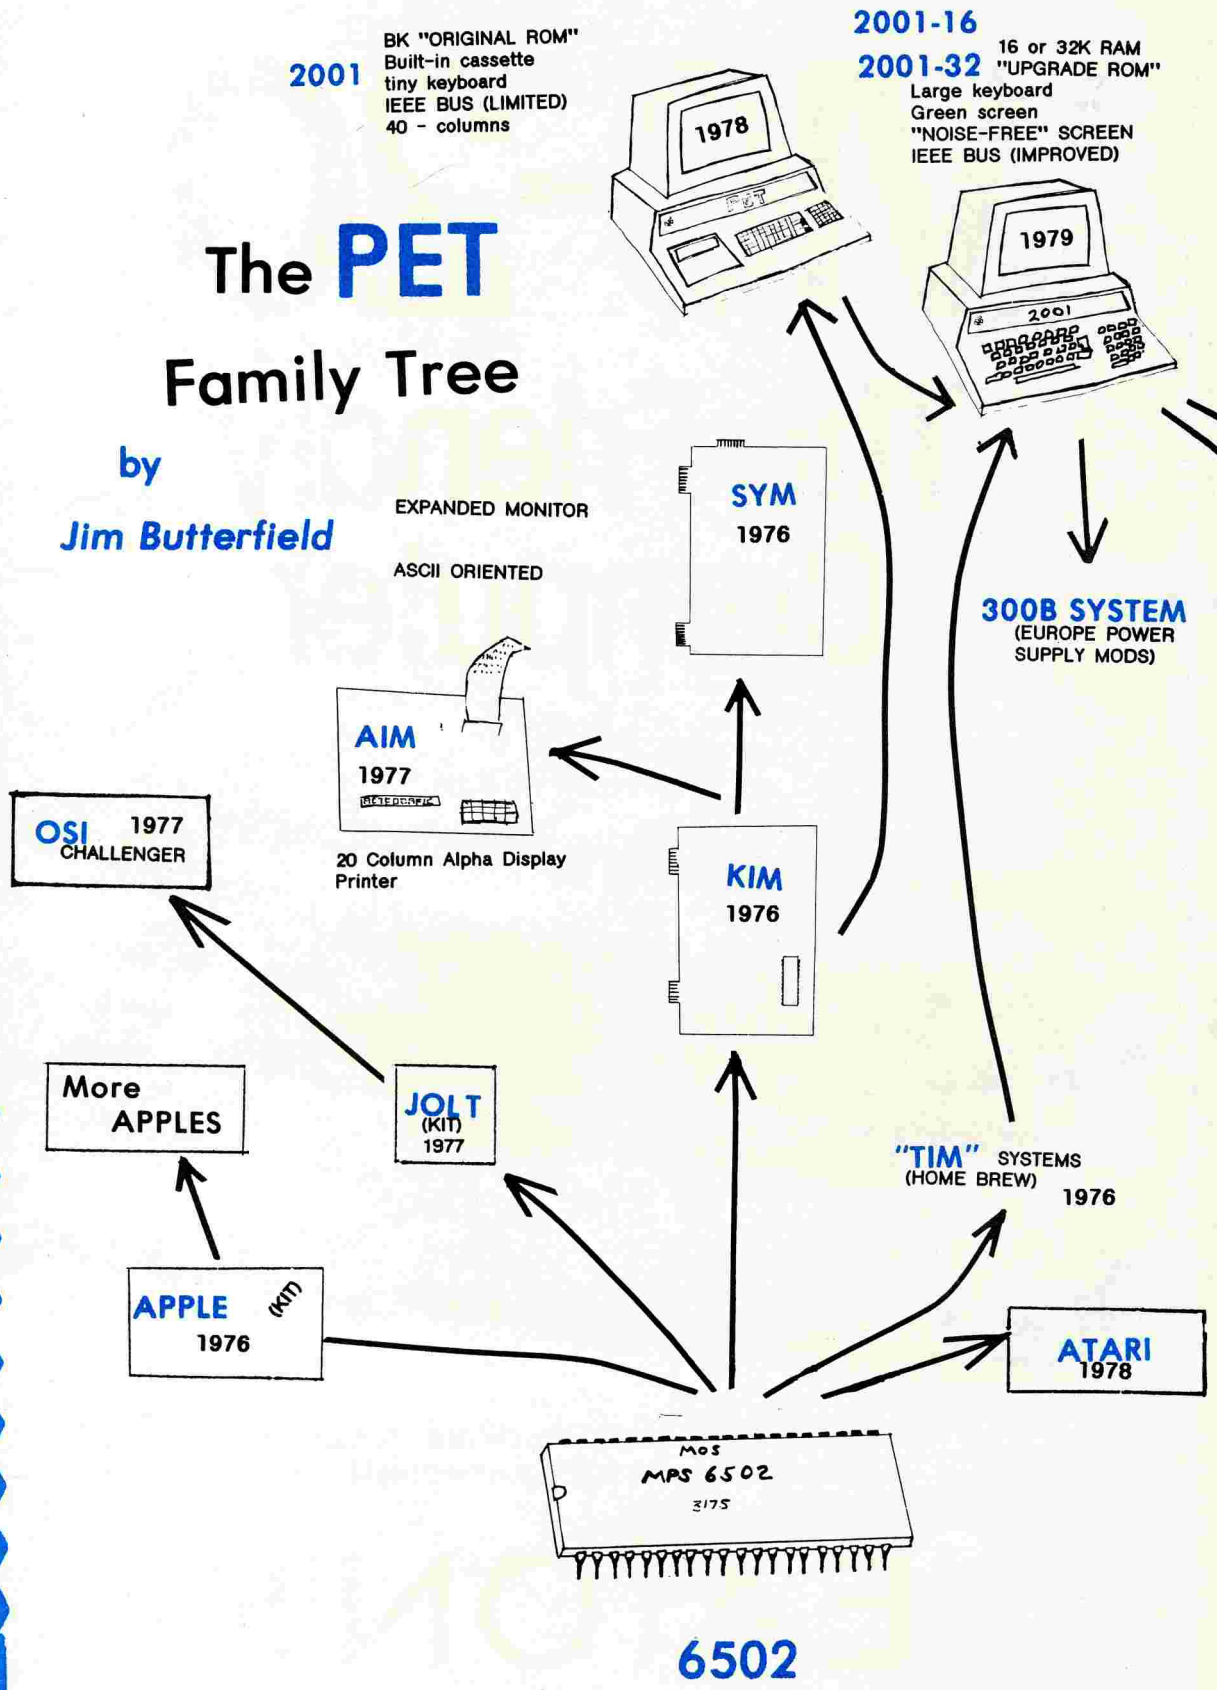 2001
BK "ORIGINAL ROM"
Built-in cassette
tiny keyboard
IEEE BUS (LIMITED)
40 - columns
2001-16
2001-32
16 or 32K RAM
"UPGRADE ROM"
Large keyboard
Green screen
"NOISE-FREE" SCREEN
IEEE BUS (IMPROVED)
1978
PET
1979
2001
The PET
Family Tree
by
Jim Butterfield
EXPANDED MONITOR
ASCII ORIENTED
SYM
1976
300B SYSTEM
(EUROPE POWER
SUPPLY MODS)
AIM
1977
20 Column Alpha Display
Printer
OSI 1977
CHALLENGER
KIM
1976
More
APPLES
JOLT
(KIT)
1977
"TIM" SYSTEMS
(HOME BREW)
1976
APPLE (KIT)
1976
ATARI
1978
MOS
MPS 6502
3175
6502